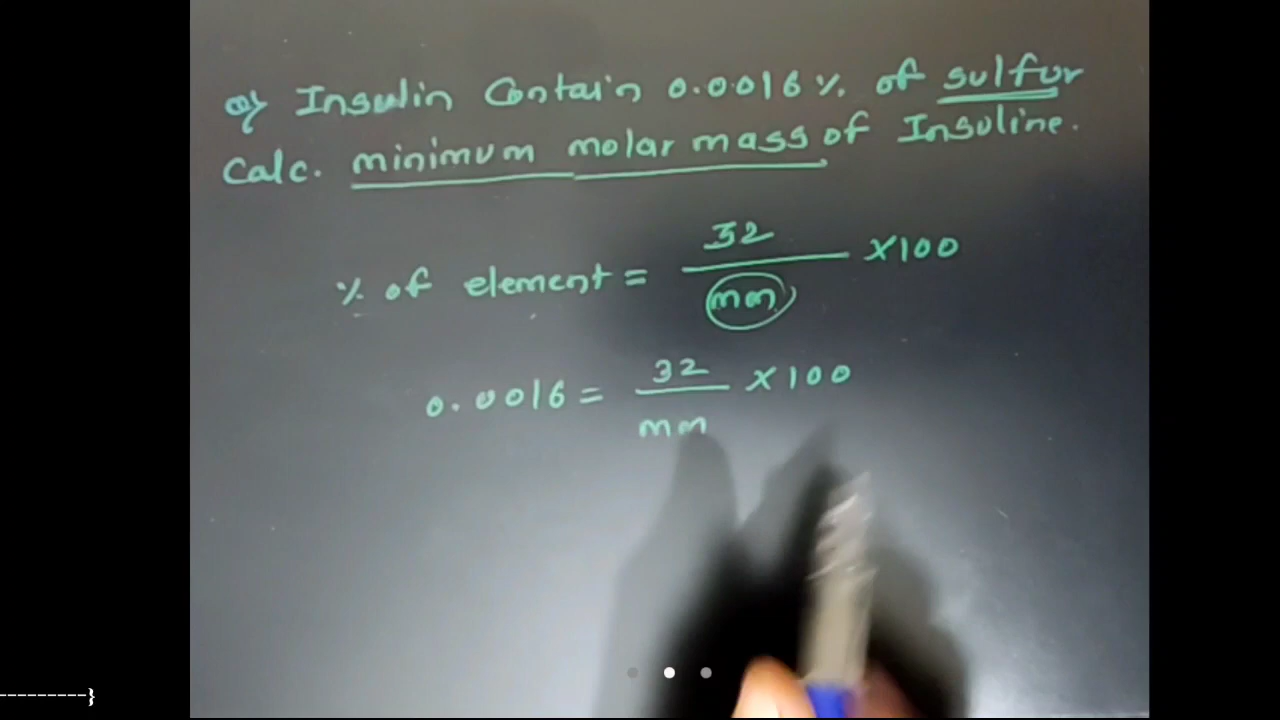 Q) Insulin Contain 0.0016 % of sulfur
Calc. minimum molar mass of Insuline.
% of element = 32 / mm × 100
0.0016 = 32 / mm × 100
---------}